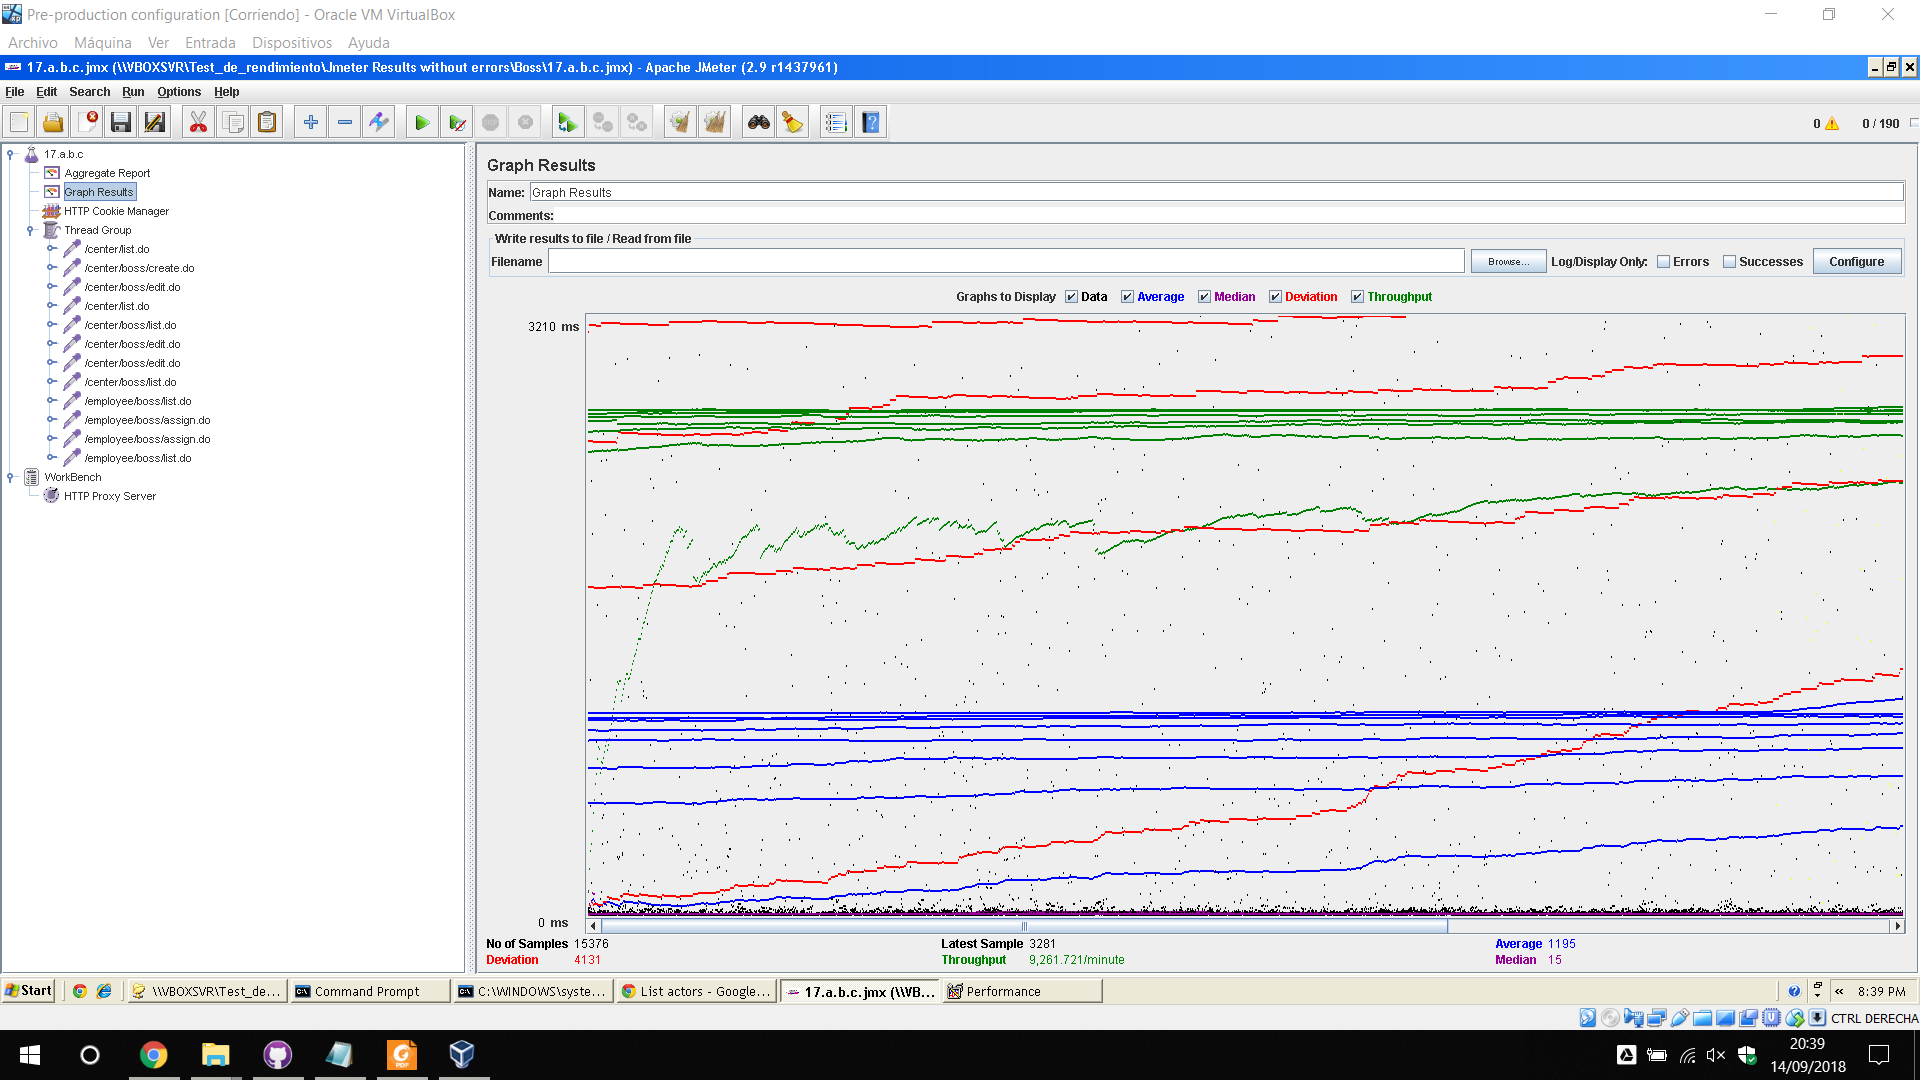 Pre-production configuration [Corriendo] - Oracle VM VirtualBox
Archivo Máquina Ver Entrada Dispositivos Ayuda
17.a.b.c.jmx (\\VBOXSVR\Test_de_rendimiento\Jmeter Results without errors\Boss\17.a.b.c.jmx) - Apache JMeter (2.9 r1437961)
File Edit Search Run Options Help
0 0 / 190
17.a.b.c
Aggregate Report
Graph Results
HTTP Cookie Manager
Thread Group
/center/list.do
/center/boss/create.do
/center/boss/edit.do
/center/list.do
/center/boss/list.do
/center/boss/edit.do
/center/boss/edit.do
/center/boss/list.do
/employee/boss/list.do
/employee/boss/assign.do
/employee/boss/assign.do
/employee/boss/list.do
WorkBench
HTTP Proxy Server
Graph Results
Name: Graph Results
Comments:
Write results to file / Read from file
Filename Browse... Log/Display Only: Errors Successes Configure
Graphs to Display Data Average Median Deviation Throughput
3210 ms
0 ms
No of Samples 15376 Latest Sample 3281 Average 1195
Deviation 4131 Throughput 9,261.721/minute Median 15
Start \\VBOXSVR\Test_de... Command Prompt C:\WINDOWS\syste... List actors - Google... 17.a.b.c.jmx (\\VB... Performance « 8:39 PM
CTRL DERECHA
20:39
14/09/2018